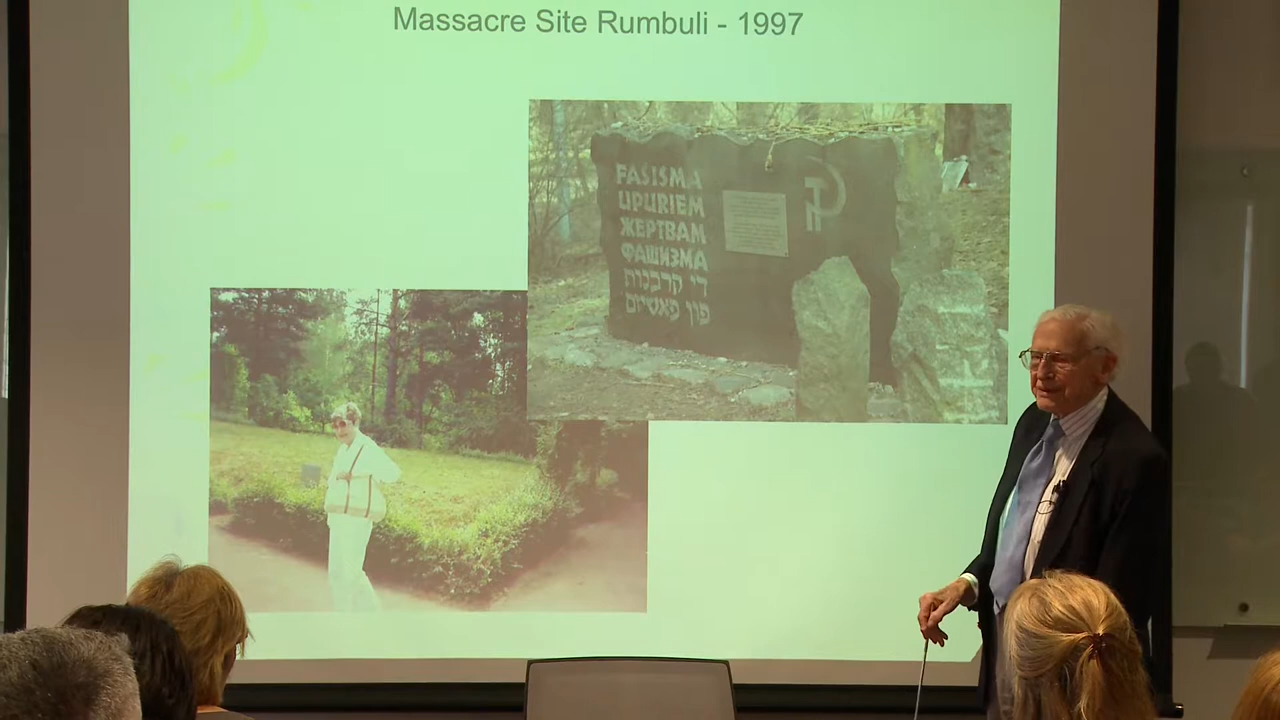 Massacre Site Rumbuli - 1997
FASISMA
UPURIEM
ЖЕРТВАМ
ФАШИЗМА
די קרבנות
פון פאשיזם